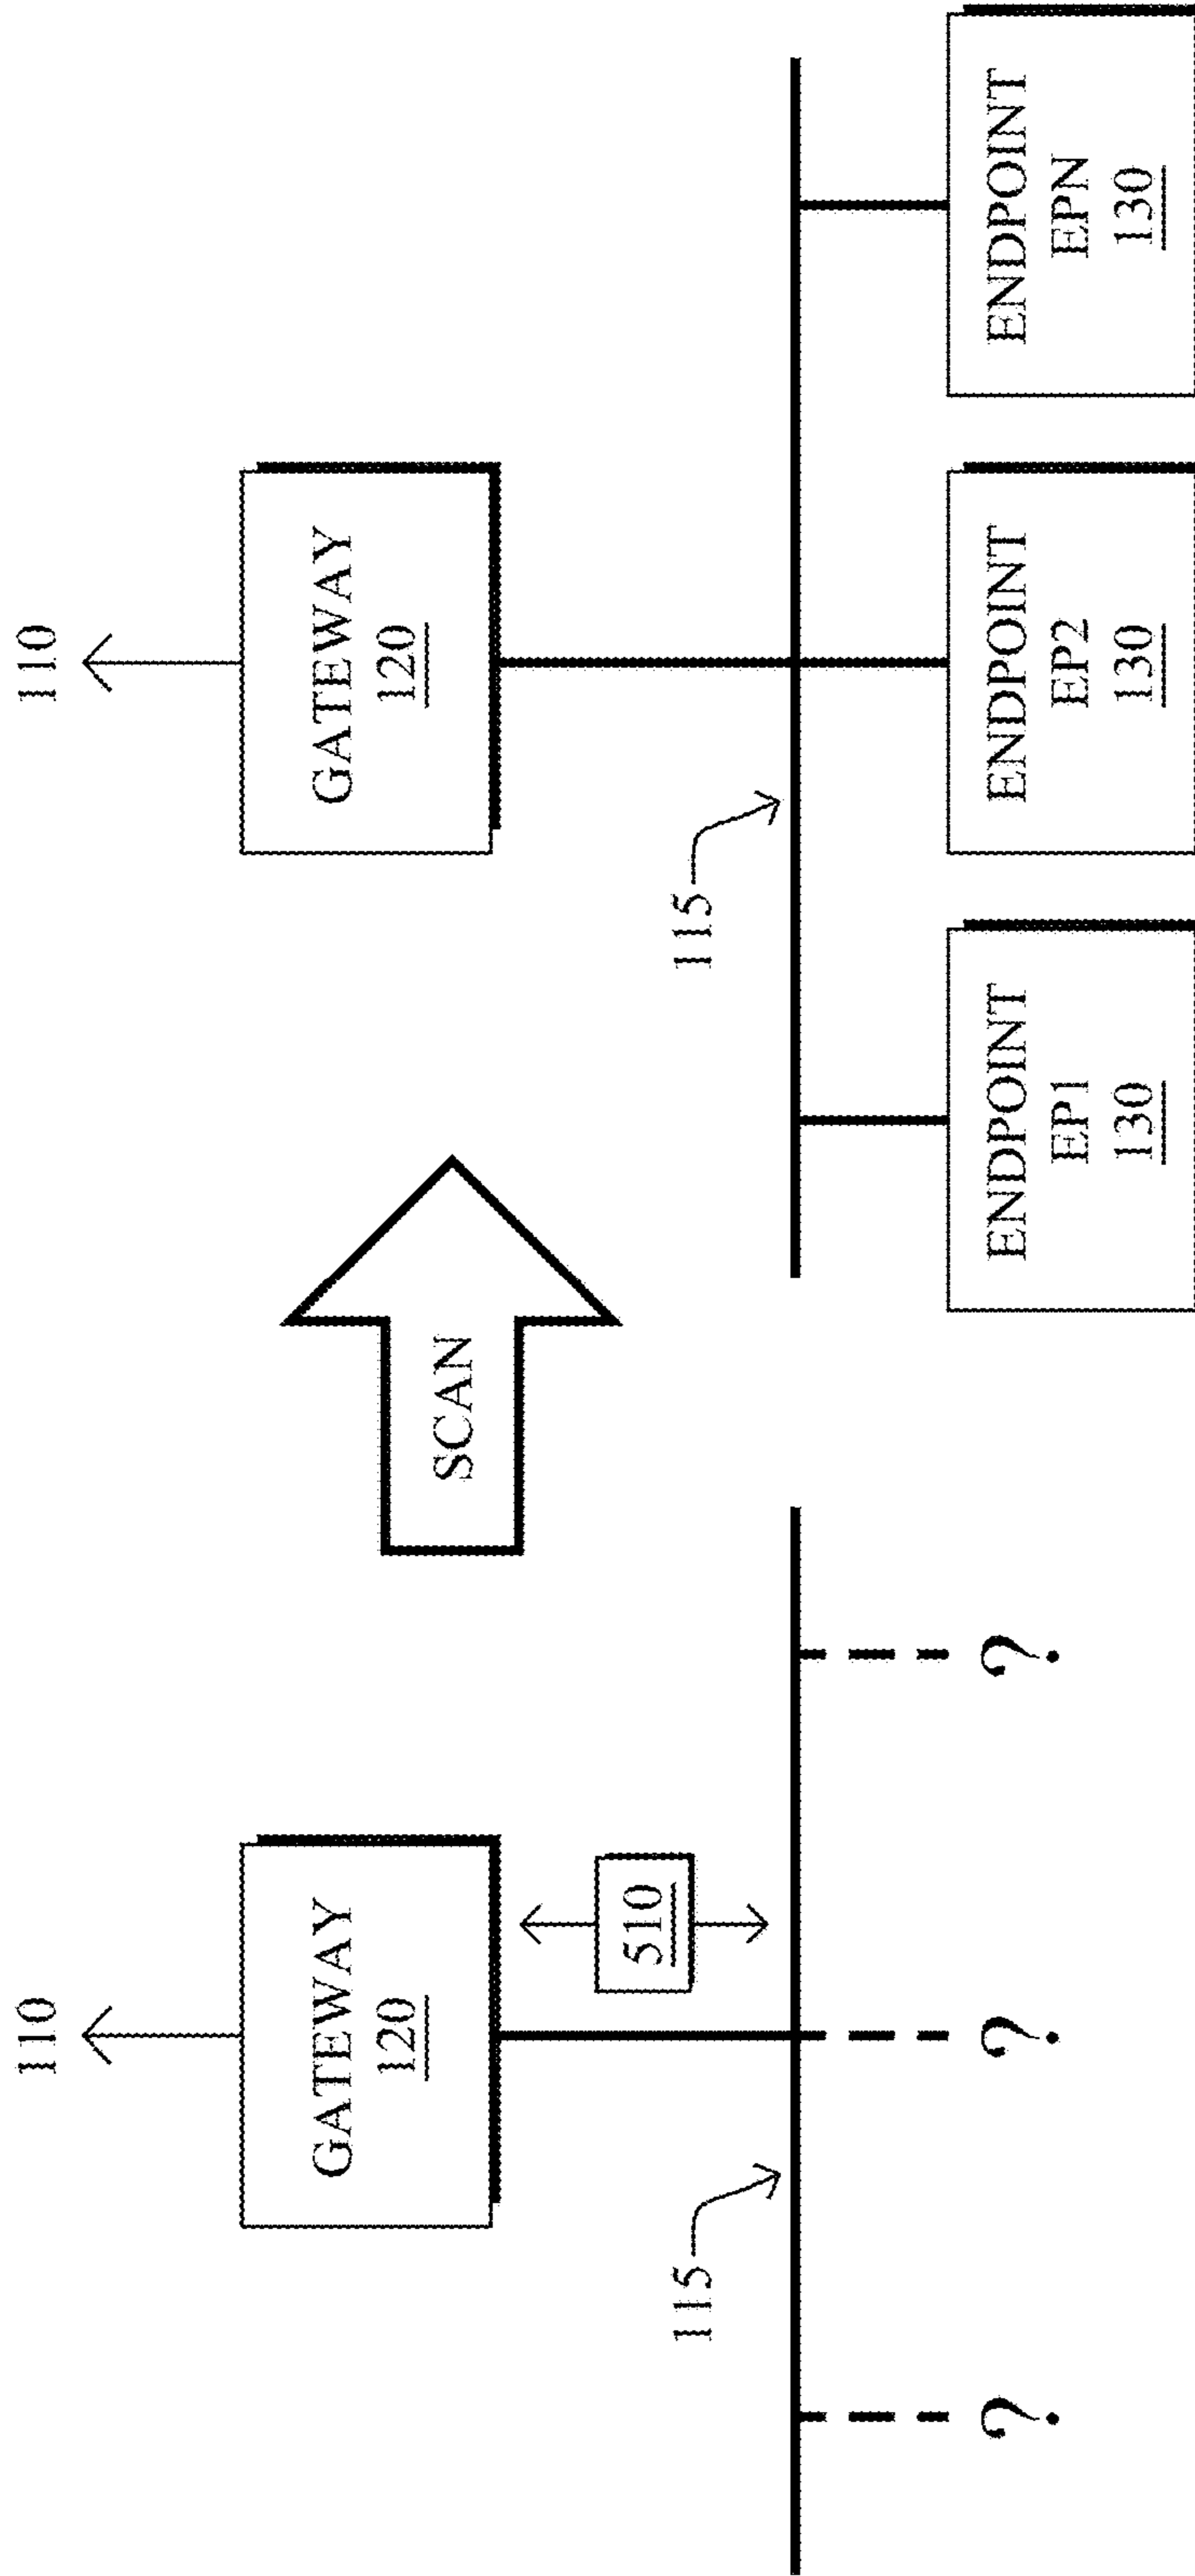 110
GATEWAY
120
510
115
?
?
?
SCAN
110
GATEWAY
120
115
ENDPOINT
EP1
130
ENDPOINT
EP2
130
ENDPOINT
EPN
130